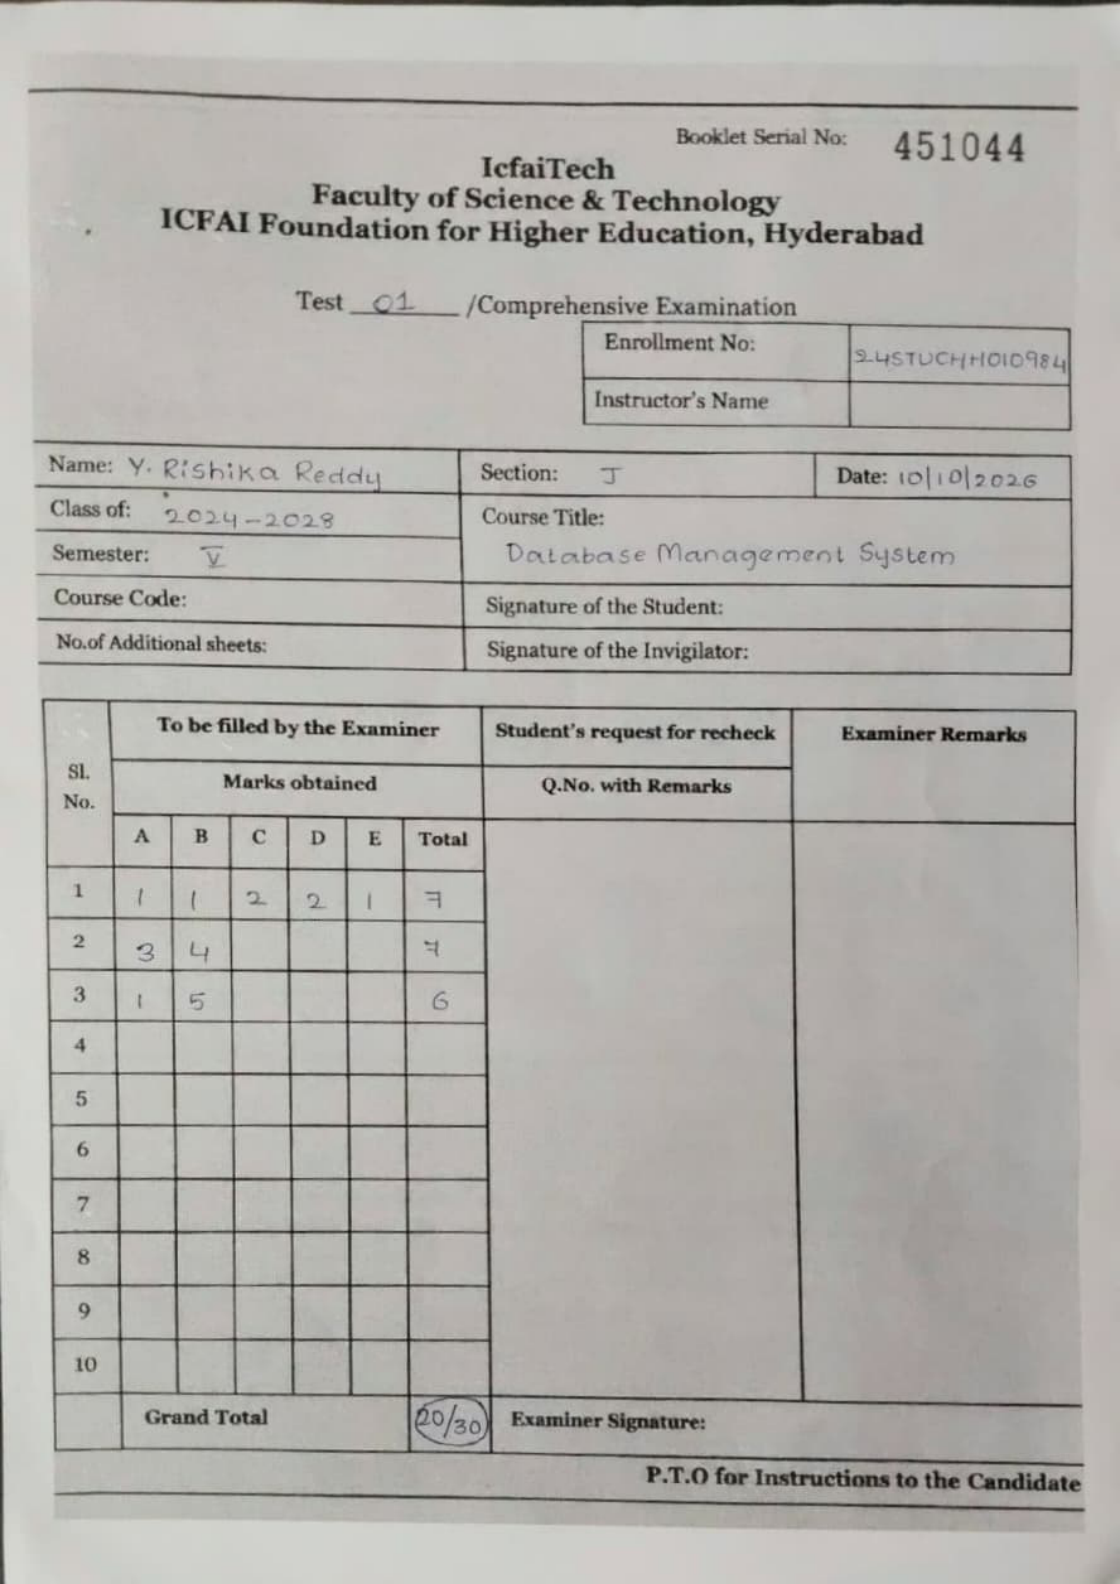 Booklet Serial No: 451044
IcfaiTech
Faculty of Science & Technology
ICFAI Foundation for Higher Education, Hyderabad
Test 01 /Comprehensive Examination
Enrollment No: 24STUCHH010984
Instructor's Name
Name: Y. Rishika Reddy Section: J Date: 10/10/2026
Class of: 2024-2028 Course Title:
Semester: V Database Management System
Course Code: Signature of the Student:
No.of Additional sheets: Signature of the Invigilator:
Sl. No. To be filled by the Examiner Student's request for recheck Examiner Remarks
Marks obtained Q.No. with Remarks
A B C D E Total
1 1 1 2 2 1 7
2 3 4 7
3 1 5 6
4
5
6
7
8
9
10
Grand Total 20/30 Examiner Signature:
P.T.O for Instructions to the Candidate